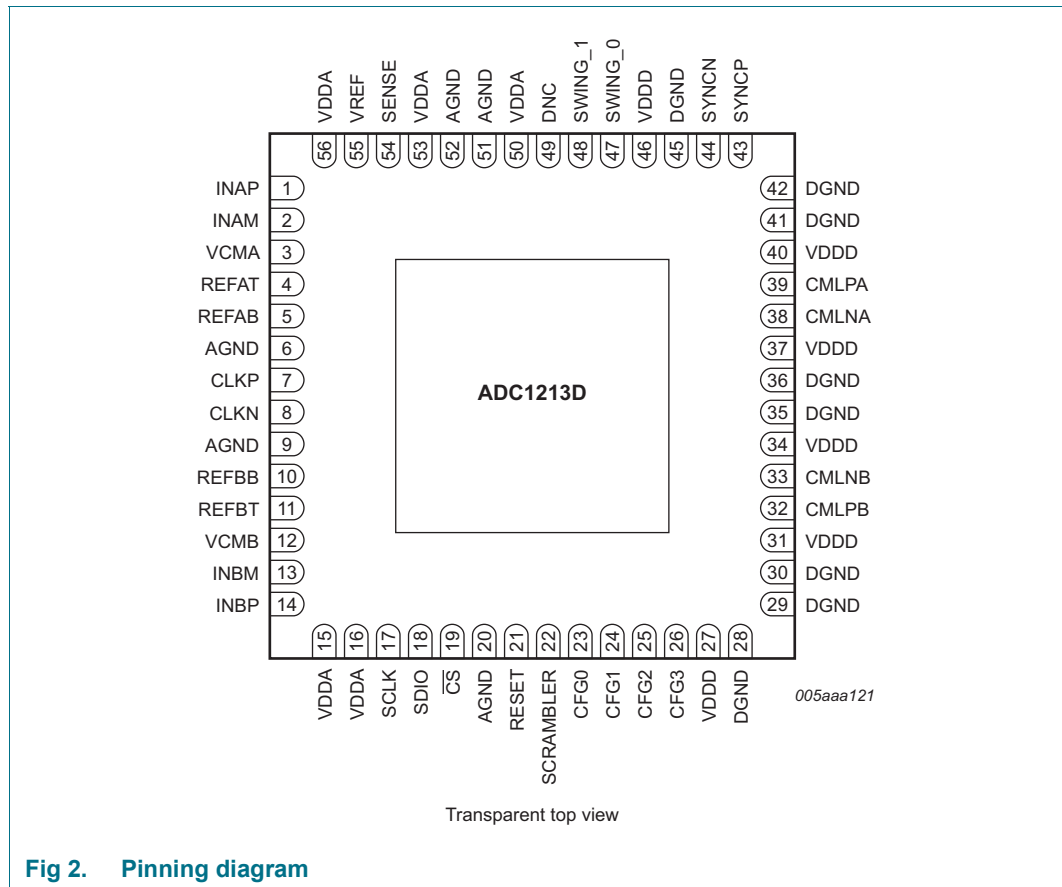 VDDA
VREF
SENSE
VDDA
AGND
AGND
VDDA
DNC
SWING_1
SWING_0
VDDD
DGND
SYNCN
SYNCP
56 55 54 53 52 51 50 49 48 47 46 45 44 43
INAP 1 42 DGND
INAM 2 41 DGND
VCMA 3 40 VDDD
REFAT 4 39 CMLPA
REFAB 5 38 CMLNA
AGND 6 37 VDDD
CLKP 7 36 DGND
ADC1213D
CLKN 8 35 DGND
AGND 9 34 VDDD
REFBB 10 33 CMLNB
REFBT 11 32 CMLPB
VCMB 12 31 VDDD
INBM 13 30 DGND
INBP 14 29 DGND
15 16 17 18 19 20 21 22 23 24 25 26 27 28
VDDA
VDDA
SCLK
SDIO
C̅S̅
AGND
RESET
SCRAMBLER
CFG0
CFG1
CFG2
CFG3
VDDD
DGND
005aaa121
Transparent top view
Fig 2. Pinning diagram